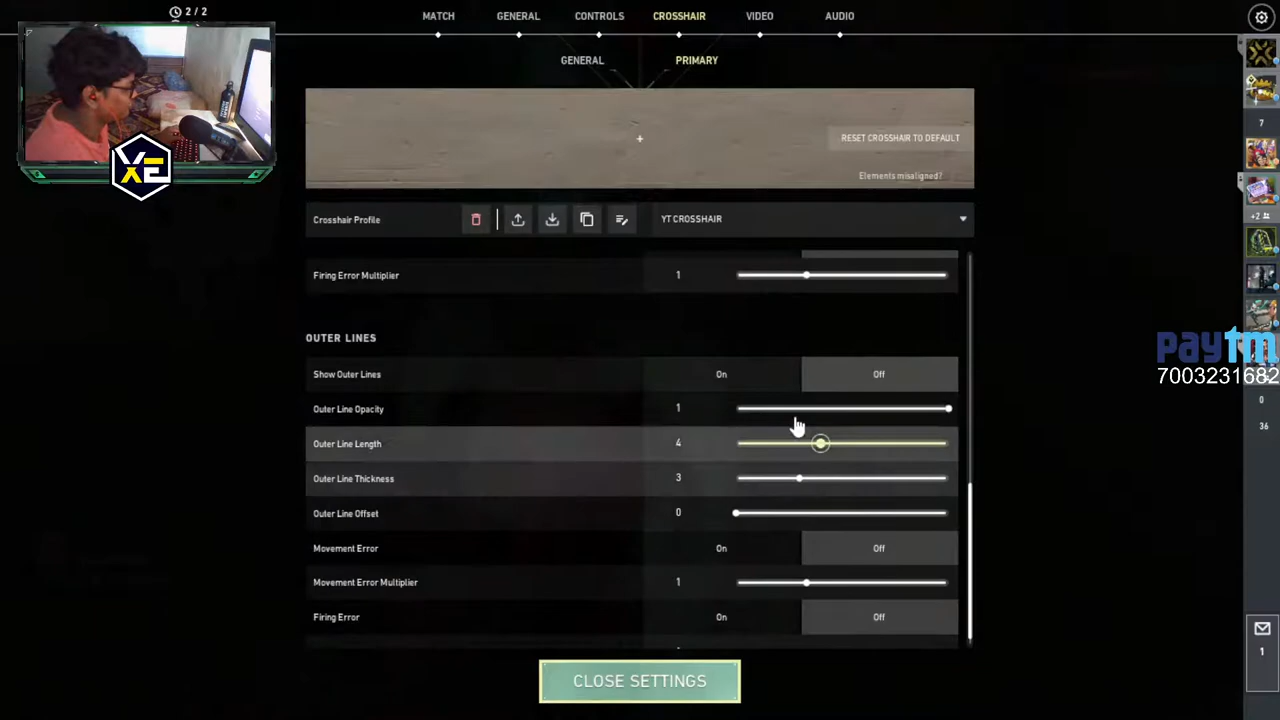 2 / 2
MATCH GENERAL CONTROLS CROSSHAIR VIDEO AUDIO
GENERAL PRIMARY
RESET CROSSHAIR TO DEFAULT
Elements misaligned?
Crosshair Profile YT CROSSHAIR
Firing Error Multiplier 1
OUTER LINES
Show Outer Lines On Off
Outer Line Opacity 1
Outer Line Length 4
Outer Line Thickness 3
Outer Line Offset 0
Movement Error On Off
Movement Error Multiplier 1
Firing Error On Off
CLOSE SETTINGS
7
+2
paytm
7003231682
0
36
1